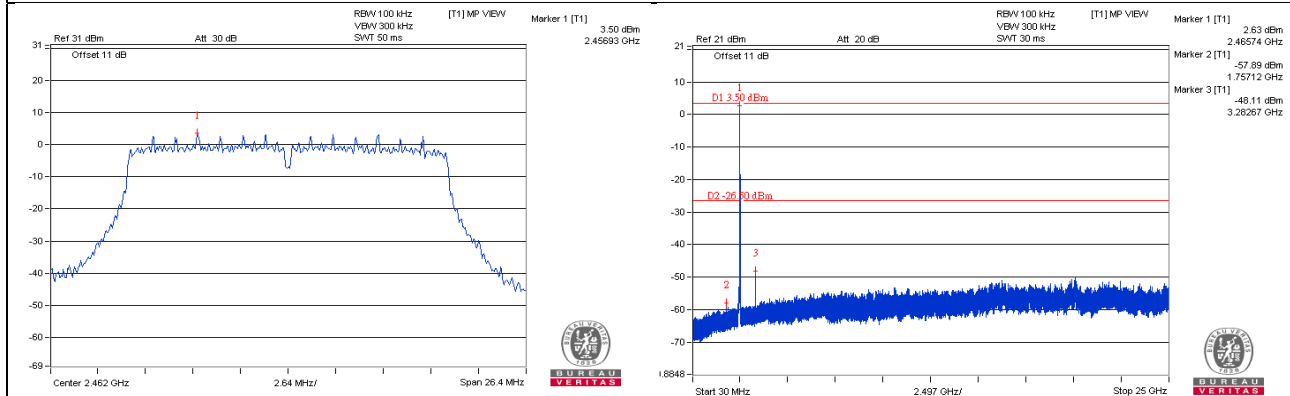 RBW 100 kHz [T1] MP VIEW
VBW 300 kHz
Ref 31 dBm Att 30 dB SWT 50 ms
Marker 1 [T1]
3.50 dBm
2.45693 GHz
31
Offset 11 dB
20
10
1
0
-10
-20
-30
-40
-50
-60
-69
Center 2.462 GHz 2.64 MHz/ Span 26.4 MHz
BUREAU VERITAS
1828
BUREAU
VERITAS
RBW 100 kHz [T1] MP VIEW
VBW 300 kHz
Ref 21 dBm Att 20 dB SWT 30 ms
Marker 1 [T1]
2.63 dBm
2.46574 GHz
Marker 2 [T1]
-57.89 dBm
1.75712 GHz
Marker 3 [T1]
-48.11 dBm
3.28267 GHz
21
Offset 11 dB
10
1
D1 3.50 dBm
0
-10
-20
D2 -26.50 dBm
-30
-40
3
-50
2
-60
-70
.8848
Start 30 MHz 2.497 GHz/ Stop 25 GHz
BUREAU VERITAS
1828
BUREAU
VERITAS